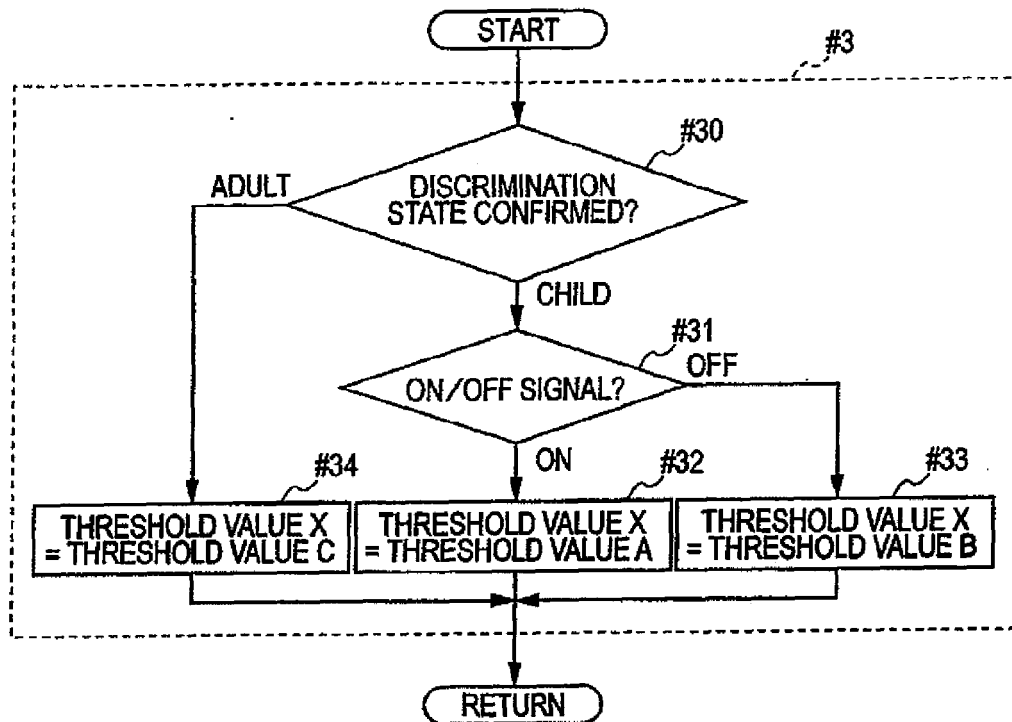 START
#3
#30
ADULT
DISCRIMINATION
STATE CONFIRMED?
CHILD
#31
OFF
ON/OFF SIGNAL?
ON
#34
#32
#33
THRESHOLD VALUE X
= THRESHOLD VALUE C
THRESHOLD VALUE X
= THRESHOLD VALUE A
THRESHOLD VALUE X
= THRESHOLD VALUE B
RETURN